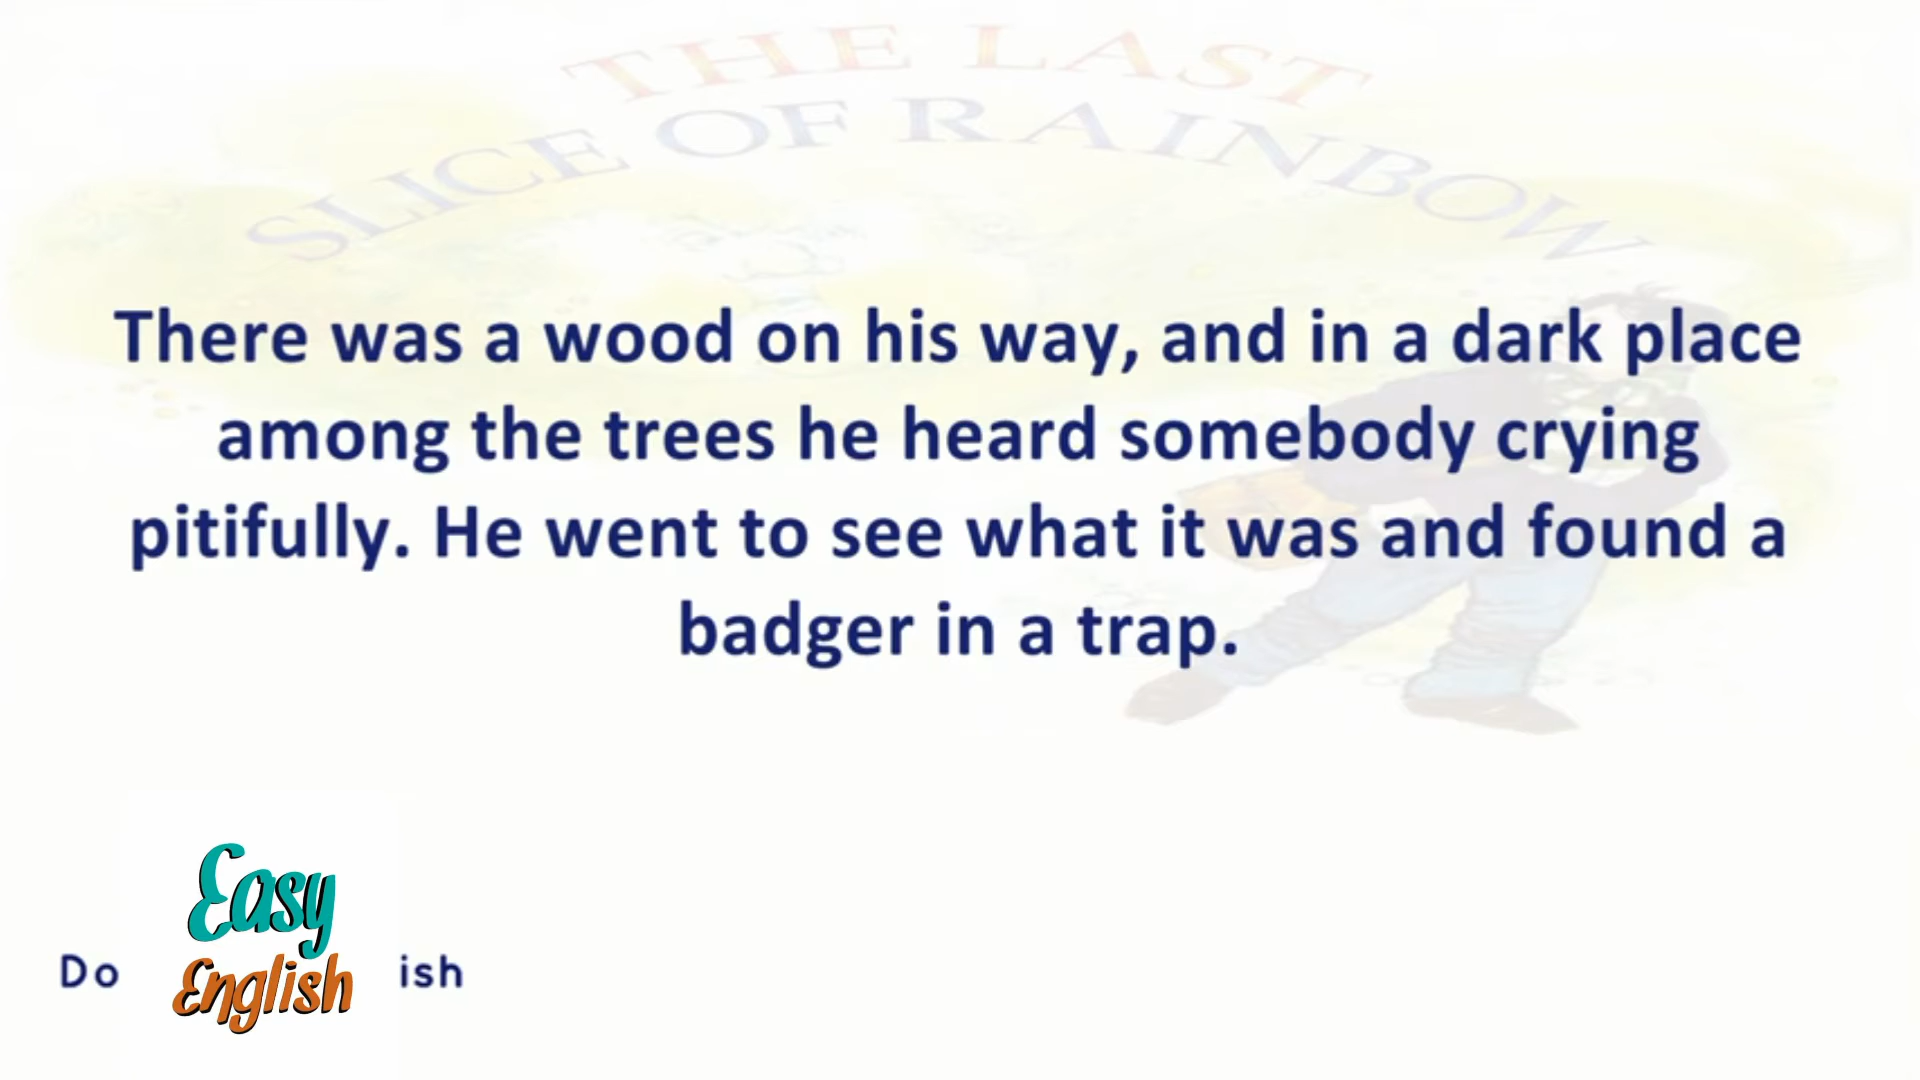 THE LAST
SLICE OF RAINBOW
There was a wood on his way, and in a dark place
among the trees he heard somebody crying
pitifully. He went to see what it was and found a
badger in a trap.
Easy
English
Do ish